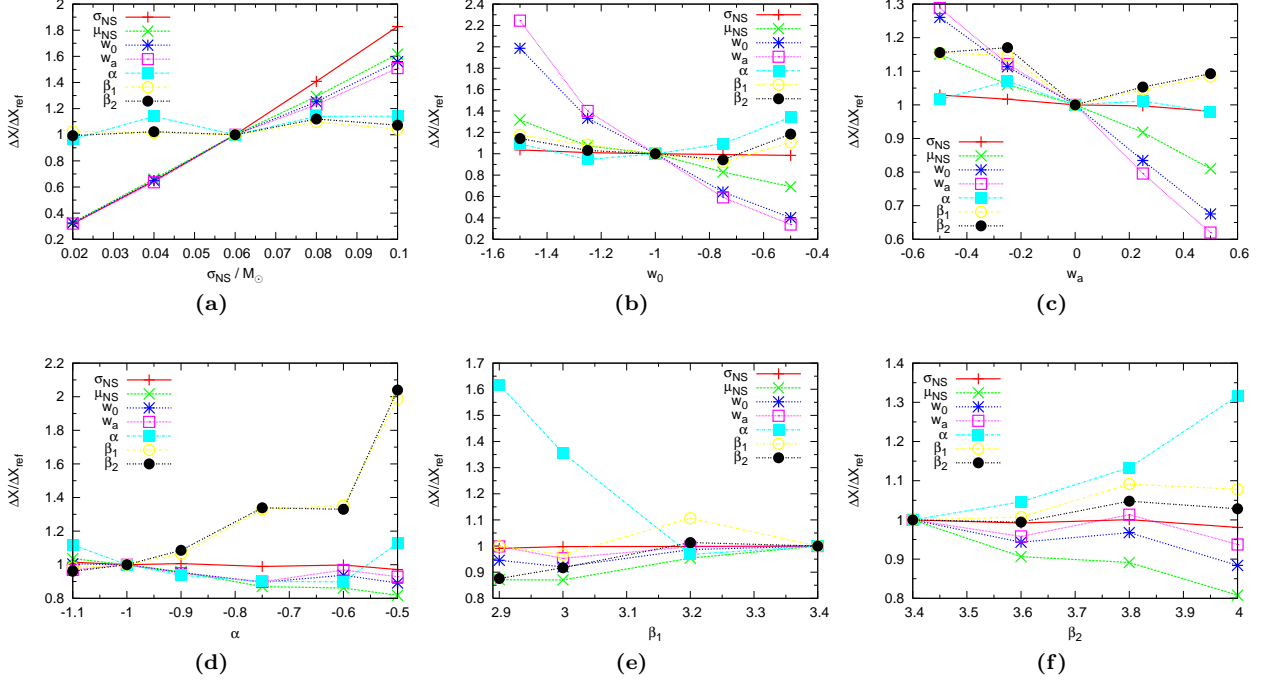 ΔX/ΔX_ref
2
1.8
1.6
1.4
1.2
1
0.8
0.6
0.4
0.2
σ_NS
μ_NS
w_0
w_a
α
β_1
β_2
0.02 0.03 0.04 0.05 0.06 0.07 0.08 0.09 0.1
σ_NS / M_⊙
(a)
ΔX/ΔX_ref
2.4
2.2
2
1.8
1.6
1.4
1.2
1
0.8
0.6
0.4
0.2
σ_NS
μ_NS
w_0
w_a
α
β_1
β_2
-1.6 -1.4 -1.2 -1 -0.8 -0.6 -0.4
w_0
(b)
ΔX/ΔX_ref
1.3
1.2
1.1
1
0.9
0.8
0.7
0.6
σ_NS
μ_NS
w_0
w_a
α
β_1
β_2
-0.6 -0.4 -0.2 0 0.2 0.4 0.6
w_a
(c)
ΔX/ΔX_ref
2.2
2
1.8
1.6
1.4
1.2
1
0.8
σ_NS
μ_NS
w_0
w_a
α
β_1
β_2
-1.1 -1 -0.9 -0.8 -0.7 -0.6 -0.5
α
(d)
ΔX/ΔX_ref
1.7
1.6
1.5
1.4
1.3
1.2
1.1
1
0.9
0.8
σ_NS
μ_NS
w_0
w_a
α
β_1
β_2
2.9 3 3.1 3.2 3.3 3.4
β_1
(e)
ΔX/ΔX_ref
1.4
1.3
1.2
1.1
1
0.9
0.8
σ_NS
μ_NS
w_0
w_a
α
β_1
β_2
3.4 3.5 3.6 3.7 3.8 3.9 4
β_2
(f)